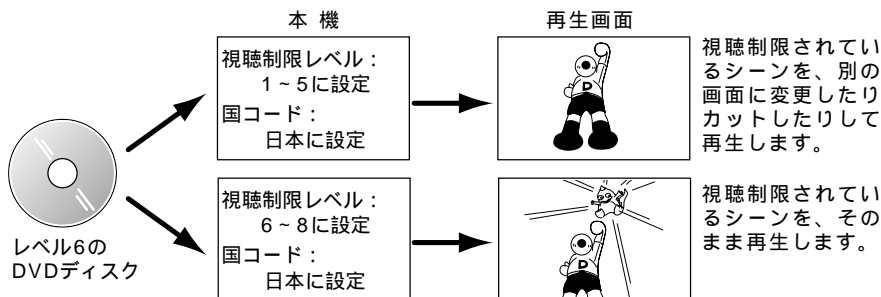 本 機
再生画面
視聴制限レベル：
1～5に設定
国コード：
日本に設定
D
視聴制限されてい
るシーンを、別の
画面に変更したり
カットしたりして
再生します。
レベル6の
DVDディスク
視聴制限レベル：
6～8に設定
国コード：
日本に設定
D
視聴制限されてい
るシーンを、その
まま再生します。